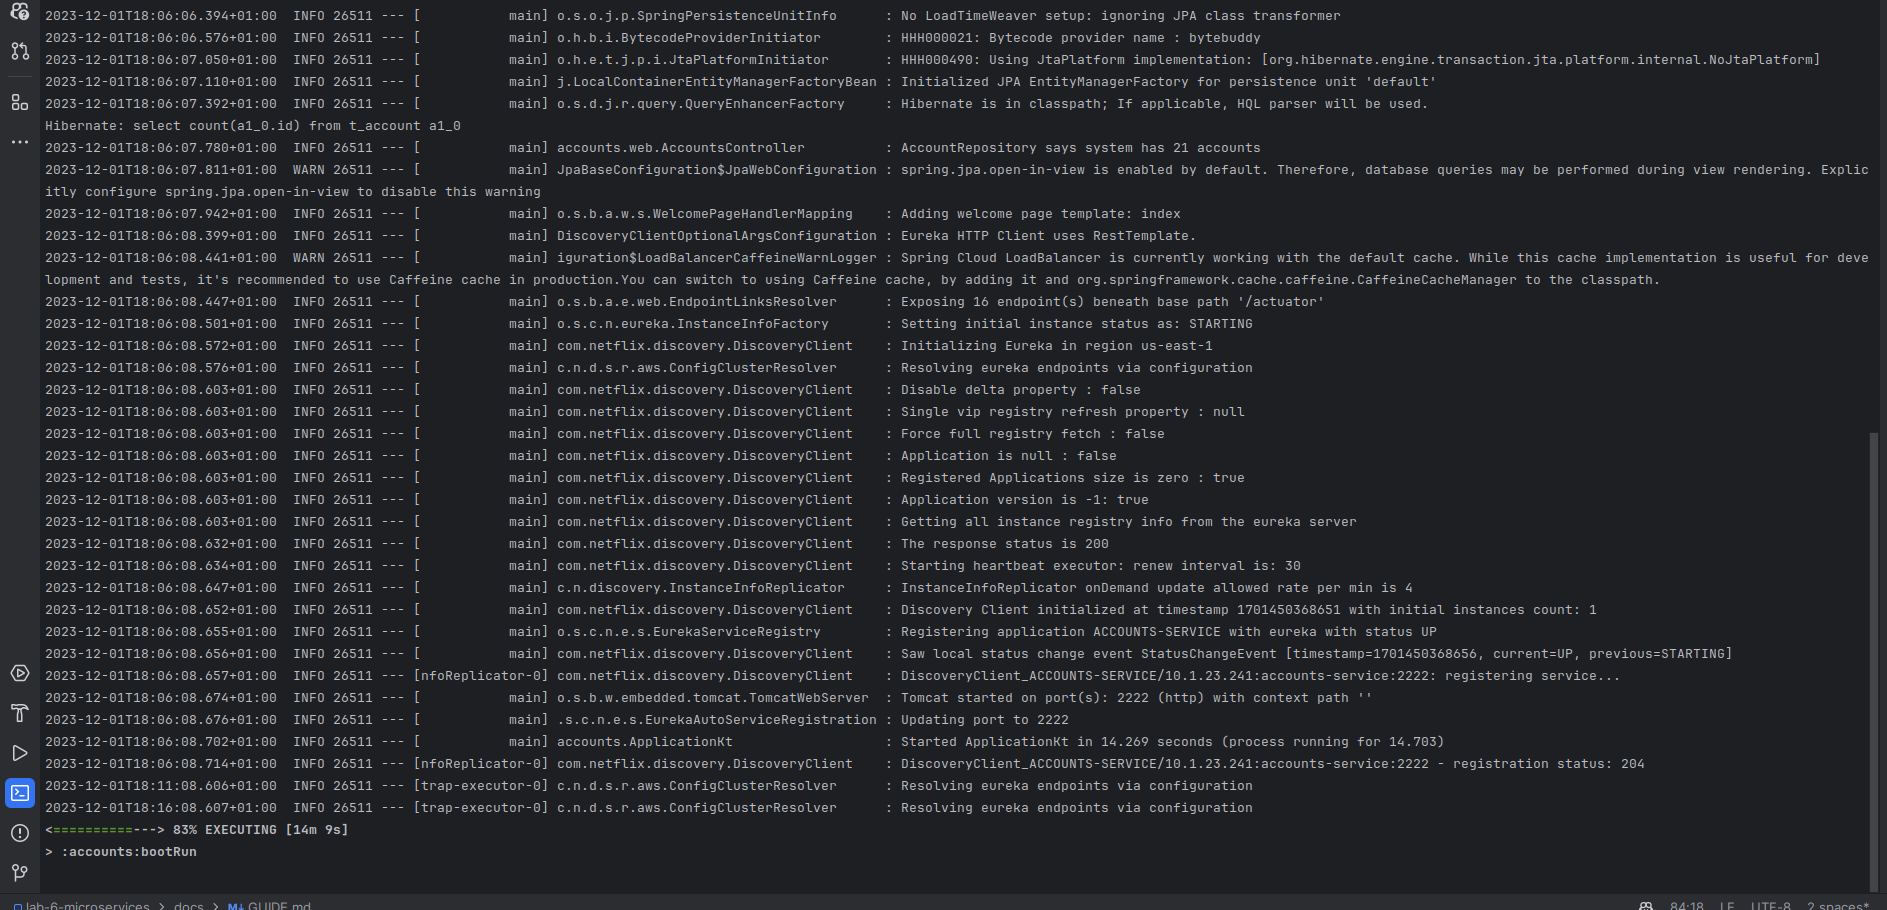 2023-12-01T18:06:06.394+01:00  INFO 26511 --- [           main] o.s.o.j.p.SpringPersistenceUnitInfo      : No LoadTimeWeaver setup: ignoring JPA class transformer
2023-12-01T18:06:06.576+01:00  INFO 26511 --- [           main] o.h.b.i.BytecodeProviderInitiator        : HHH000021: Bytecode provider name : bytebuddy
2023-12-01T18:06:07.050+01:00  INFO 26511 --- [           main] o.h.e.t.j.p.i.JtaPlatformInitiator       : HHH000490: Using JtaPlatform implementation: [org.hibernate.engine.transaction.jta.platform.internal.NoJtaPlatform]
2023-12-01T18:06:07.110+01:00  INFO 26511 --- [           main] j.LocalContainerEntityManagerFactoryBean : Initialized JPA EntityManagerFactory for persistence unit 'default'
2023-12-01T18:06:07.392+01:00  INFO 26511 --- [           main] o.s.d.j.r.query.QueryEnhancerFactory     : Hibernate is in classpath; If applicable, HQL parser will be used.
Hibernate: select count(a1_0.id) from t_account a1_0
2023-12-01T18:06:07.780+01:00  INFO 26511 --- [           main] accounts.web.AccountsController          : AccountRepository says system has 21 accounts
2023-12-01T18:06:07.811+01:00  WARN 26511 --- [           main] JpaBaseConfiguration$JpaWebConfiguration : spring.jpa.open-in-view is enabled by default. Therefore, database queries may be performed during view rendering. Explic
itly configure spring.jpa.open-in-view to disable this warning
2023-12-01T18:06:07.942+01:00  INFO 26511 --- [           main] o.s.b.a.w.s.WelcomePageHandlerMapping    : Adding welcome page template: index
2023-12-01T18:06:08.399+01:00  INFO 26511 --- [           main] DiscoveryClientOptionalArgsConfiguration : Eureka HTTP Client uses RestTemplate.
2023-12-01T18:06:08.441+01:00  WARN 26511 --- [           main] iguration$LoadBalancerCaffeineWarnLogger : Spring Cloud LoadBalancer is currently working with the default cache. While this cache implementation is useful for deve
lopment and tests, it's recommended to use Caffeine cache in production.You can switch to using Caffeine cache, by adding it and org.springframework.cache.caffeine.CaffeineCacheManager to the classpath.
2023-12-01T18:06:08.447+01:00  INFO 26511 --- [           main] o.s.b.a.e.web.EndpointLinksResolver      : Exposing 16 endpoint(s) beneath base path '/actuator'
2023-12-01T18:06:08.501+01:00  INFO 26511 --- [           main] o.s.c.n.eureka.InstanceInfoFactory       : Setting initial instance status as: STARTING
2023-12-01T18:06:08.572+01:00  INFO 26511 --- [           main] com.netflix.discovery.DiscoveryClient    : Initializing Eureka in region us-east-1
2023-12-01T18:06:08.576+01:00  INFO 26511 --- [           main] c.n.d.s.r.aws.ConfigClusterResolver      : Resolving eureka endpoints via configuration
2023-12-01T18:06:08.603+01:00  INFO 26511 --- [           main] com.netflix.discovery.DiscoveryClient    : Disable delta property : false
2023-12-01T18:06:08.603+01:00  INFO 26511 --- [           main] com.netflix.discovery.DiscoveryClient    : Single vip registry refresh property : null
2023-12-01T18:06:08.603+01:00  INFO 26511 --- [           main] com.netflix.discovery.DiscoveryClient    : Force full registry fetch : false
2023-12-01T18:06:08.603+01:00  INFO 26511 --- [           main] com.netflix.discovery.DiscoveryClient    : Application is null : false
2023-12-01T18:06:08.603+01:00  INFO 26511 --- [           main] com.netflix.discovery.DiscoveryClient    : Registered Applications size is zero : true
2023-12-01T18:06:08.603+01:00  INFO 26511 --- [           main] com.netflix.discovery.DiscoveryClient    : Application version is -1: true
2023-12-01T18:06:08.603+01:00  INFO 26511 --- [           main] com.netflix.discovery.DiscoveryClient    : Getting all instance registry info from the eureka server
2023-12-01T18:06:08.632+01:00  INFO 26511 --- [           main] com.netflix.discovery.DiscoveryClient    : The response status is 200
2023-12-01T18:06:08.634+01:00  INFO 26511 --- [           main] com.netflix.discovery.DiscoveryClient    : Starting heartbeat executor: renew interval is: 30
2023-12-01T18:06:08.647+01:00  INFO 26511 --- [           main] c.n.discovery.InstanceInfoReplicator     : InstanceInfoReplicator onDemand update allowed rate per min is 4
2023-12-01T18:06:08.652+01:00  INFO 26511 --- [           main] com.netflix.discovery.DiscoveryClient    : Discovery Client initialized at timestamp 1701450368651 with initial instances count: 1
2023-12-01T18:06:08.655+01:00  INFO 26511 --- [           main] o.s.c.n.e.s.EurekaServiceRegistry        : Registering application ACCOUNTS-SERVICE with eureka with status UP
2023-12-01T18:06:08.656+01:00  INFO 26511 --- [           main] com.netflix.discovery.DiscoveryClient    : Saw local status change event StatusChangeEvent [timestamp=1701450368656, current=UP, previous=STARTING]
2023-12-01T18:06:08.657+01:00  INFO 26511 --- [nfoReplicator-0] com.netflix.discovery.DiscoveryClient    : DiscoveryClient_ACCOUNTS-SERVICE/10.1.23.241:accounts-service:2222: registering service...
2023-12-01T18:06:08.674+01:00  INFO 26511 --- [           main] o.s.b.w.embedded.tomcat.TomcatWebServer  : Tomcat started on port(s): 2222 (http) with context path ''
2023-12-01T18:06:08.676+01:00  INFO 26511 --- [           main] .s.c.n.e.s.EurekaAutoServiceRegistration : Updating port to 2222
2023-12-01T18:06:08.702+01:00  INFO 26511 --- [           main] accounts.ApplicationKt                   : Started ApplicationKt in 14.269 seconds (process running for 14.703)
2023-12-01T18:06:08.714+01:00  INFO 26511 --- [nfoReplicator-0] com.netflix.discovery.DiscoveryClient    : DiscoveryClient_ACCOUNTS-SERVICE/10.1.23.241:accounts-service:2222 - registration status: 204
2023-12-01T18:11:08.606+01:00  INFO 26511 --- [trap-executor-0] c.n.d.s.r.aws.ConfigClusterResolver      : Resolving eureka endpoints via configuration
2023-12-01T18:16:08.607+01:00  INFO 26511 --- [trap-executor-0] c.n.d.s.r.aws.ConfigClusterResolver      : Resolving eureka endpoints via configuration
<==========---> 83% EXECUTING [14m 9s]
> :accounts:bootRun
lab-6-microservices > docs > M↓ GUIDE.md 84:18 LF UTF-8 2 spaces*